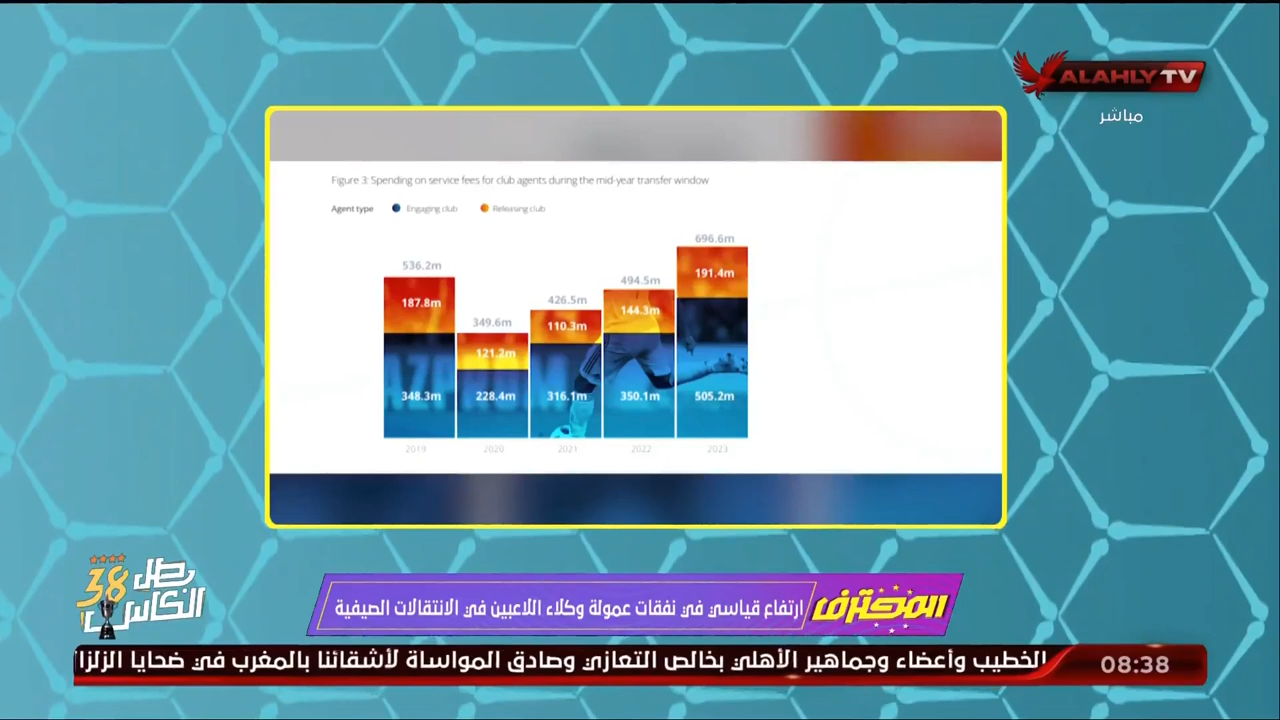 ALAHLY TV
مباشر
Figure 3: Spending on service fees for club agents during the mid-year transfer window
Agent type Engaging club Releasing club
696.6m
536.2m
494.5m
426.5m
349.6m
187.8m 121.2m 110.3m 144.3m 191.4m
348.3m 228.4m 316.1m 350.1m 505.2m
2019 2020 2021 2022 2023
بطل
الكاس 38
المحترف
ارتفاع قياسي في نفقات عمولة وكلاء اللاعبين في الانتقالات الصيفية
الخطيب وأعضاء وجماهير الأهلي بخالص التعازي وصادق المواساة لأشقائنا بالمغرب في ضحايا الزلزا
08:38